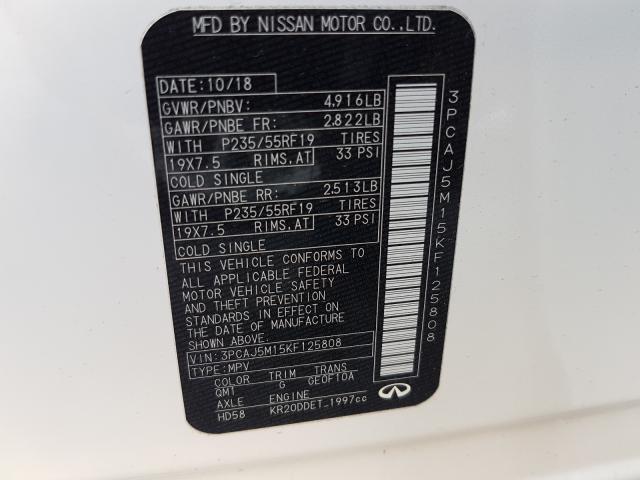 MFD BY NISSAN MOTOR CO.,LTD.
DATE:10/18
GVWR/PNBV: 4,916LB
GAWR/PNBE FR: 2,822LB
WITH P235/55RF19 TIRES
19X7.5 RIMS,AT 33 PSI
COLD SINGLE
GAWR/PNBE RR: 2,513LB
WITH P235/55RF19 TIRES
19X7.5 RIMS,AT 33 PSI
COLD SINGLE
THIS VEHICLE CONFORMS TO
ALL APPLICABLE FEDERAL
MOTOR VEHICLE SAFETY
AND THEFT PREVENTION
STANDARDS IN EFFECT ON
THE DATE OF MANUFACTURE
SHOWN ABOVE.
VIN: 3PCAJ5M15KF125808
TYPE: MPV
COLOR TRIM TRANS
QM1 G GE0F10A
AXLE ENGINE
HD58 KR20DDET-1997cc
3PCAJ5M15KF125808